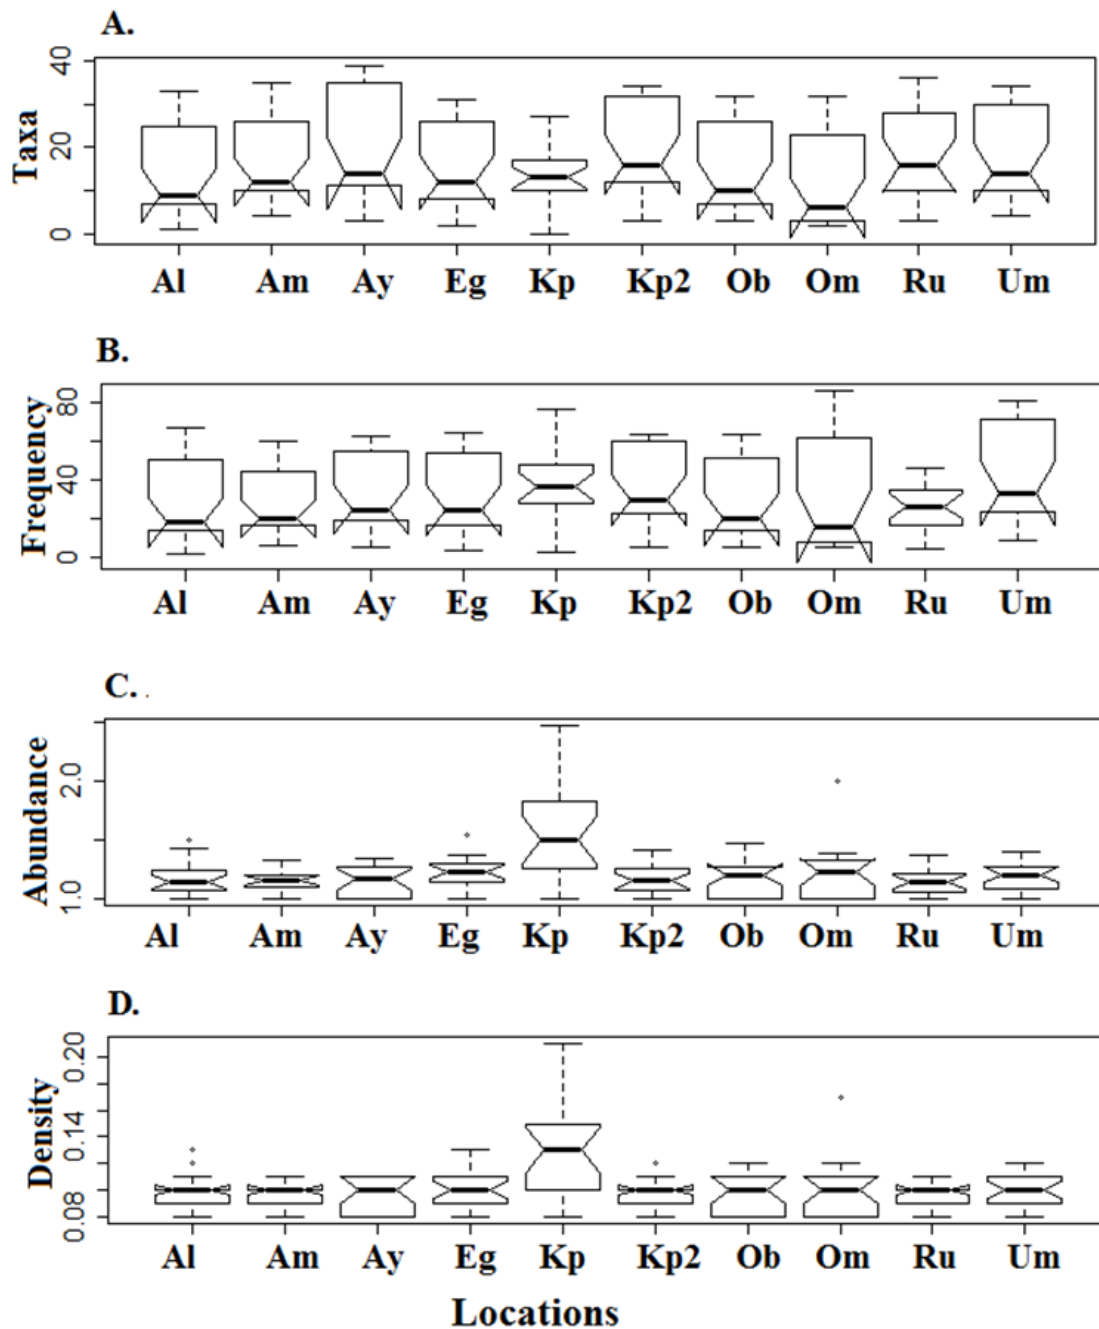 A.
Taxa
40
20
0
Al Am Ay Eg Kp Kp2 Ob Om Ru Um
B.
Frequency
80
40
0
Al Am Ay Eg Kp Kp2 Ob Om Ru Um
C. .
Abundance
2.0
1.0
Al Am Ay Eg Kp Kp2 Ob Om Ru Um
D.
Density
0.20
0.14
0.08
Al Am Ay Eg Kp Kp2 Ob Om Ru Um
Locations